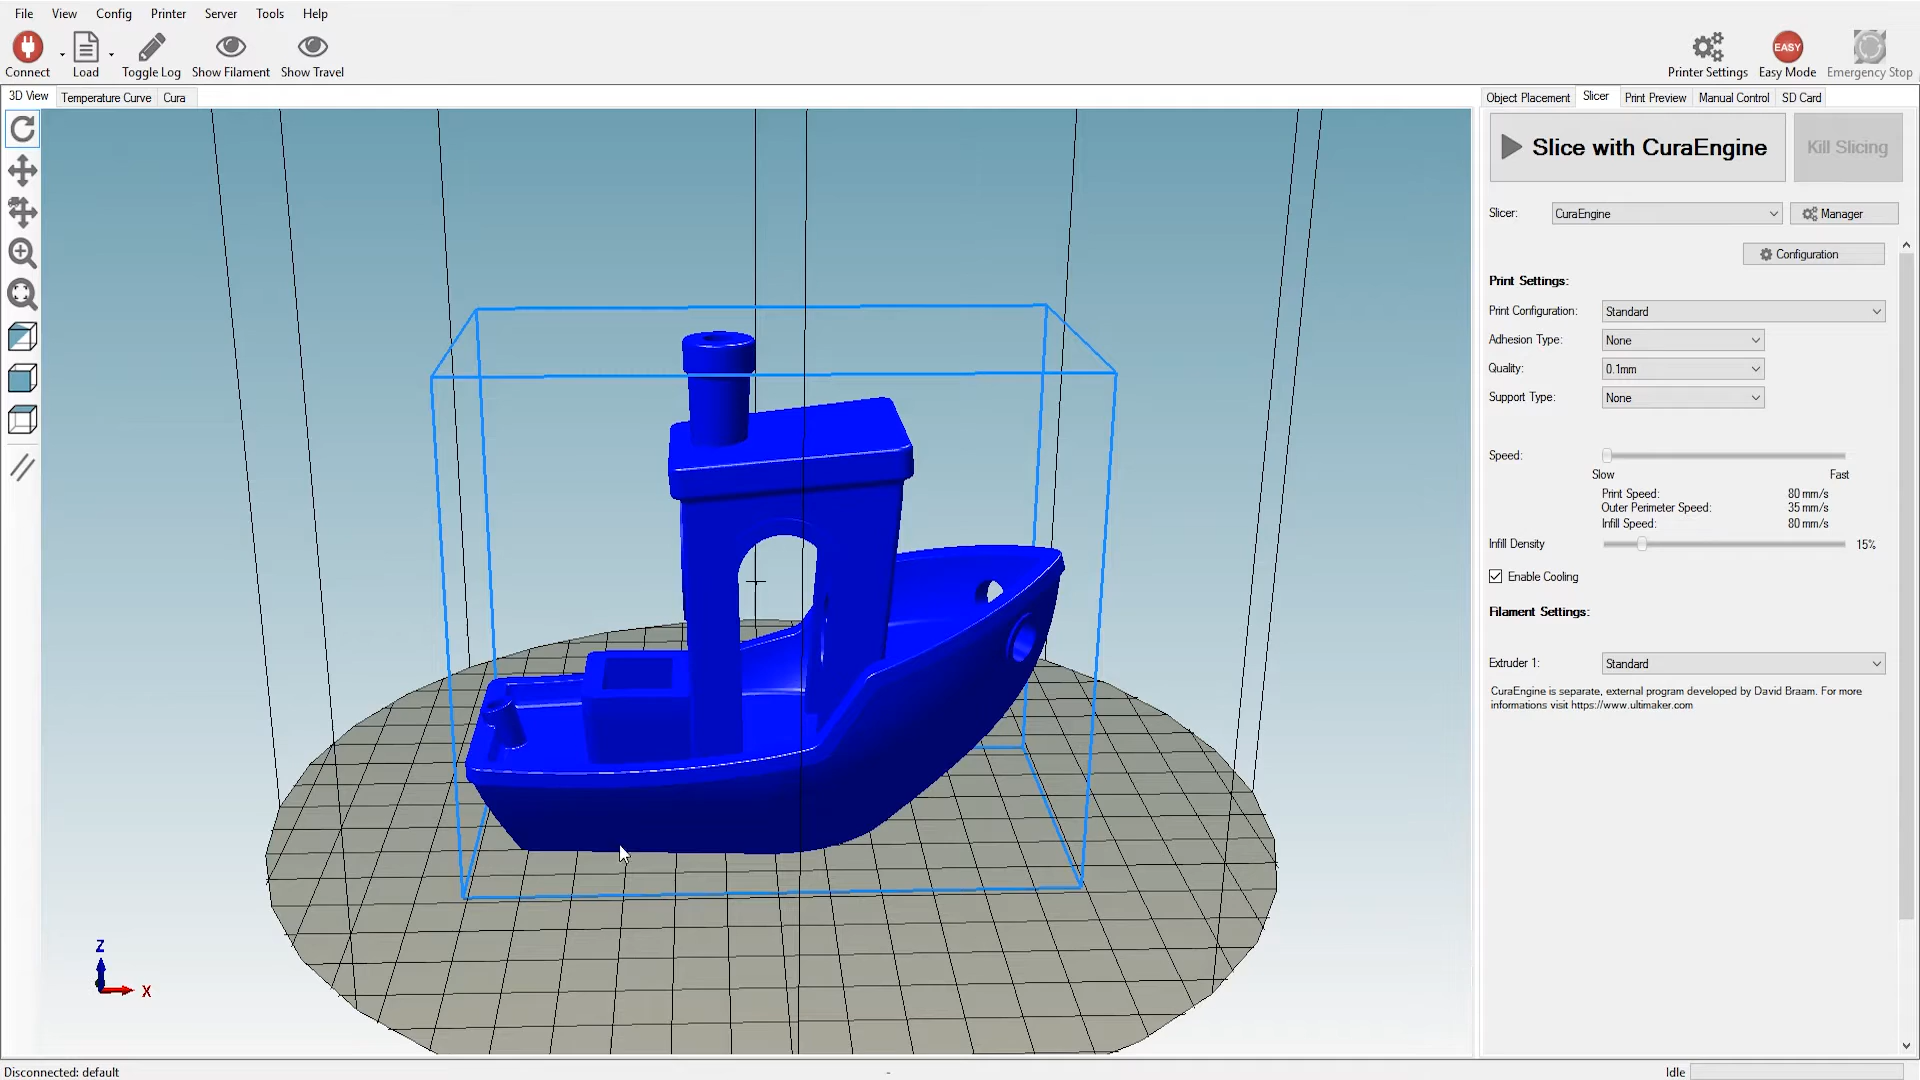 File View Config Printer Server Tools Help
Connect Load Toggle Log Show Filament Show Travel
EASY
Printer Settings Easy Mode Emergency Stop
3D View Temperature Curve Cura
Object Placement Slicer Print Preview Manual Control SD Card
Slice with CuraEngine
Kill Slicing
Slicer: CuraEngine Manager
Configuration
Print Settings:
Print Configuration: Standard
Adhesion Type: None
Quality: 0.1mm
Support Type: None
Speed:
Slow Fast
Print Speed: 80 mm/s
Outer Perimeter Speed: 35 mm/s
Infill Speed: 80 mm/s
Infill Density 15%
Enable Cooling
Filament Settings:
Extruder 1: Standard
CuraEngine is separate, external program developed by David Braam. For more
informations visit https://www.ultimaker.com
Z
X
Disconnected: default - Idle